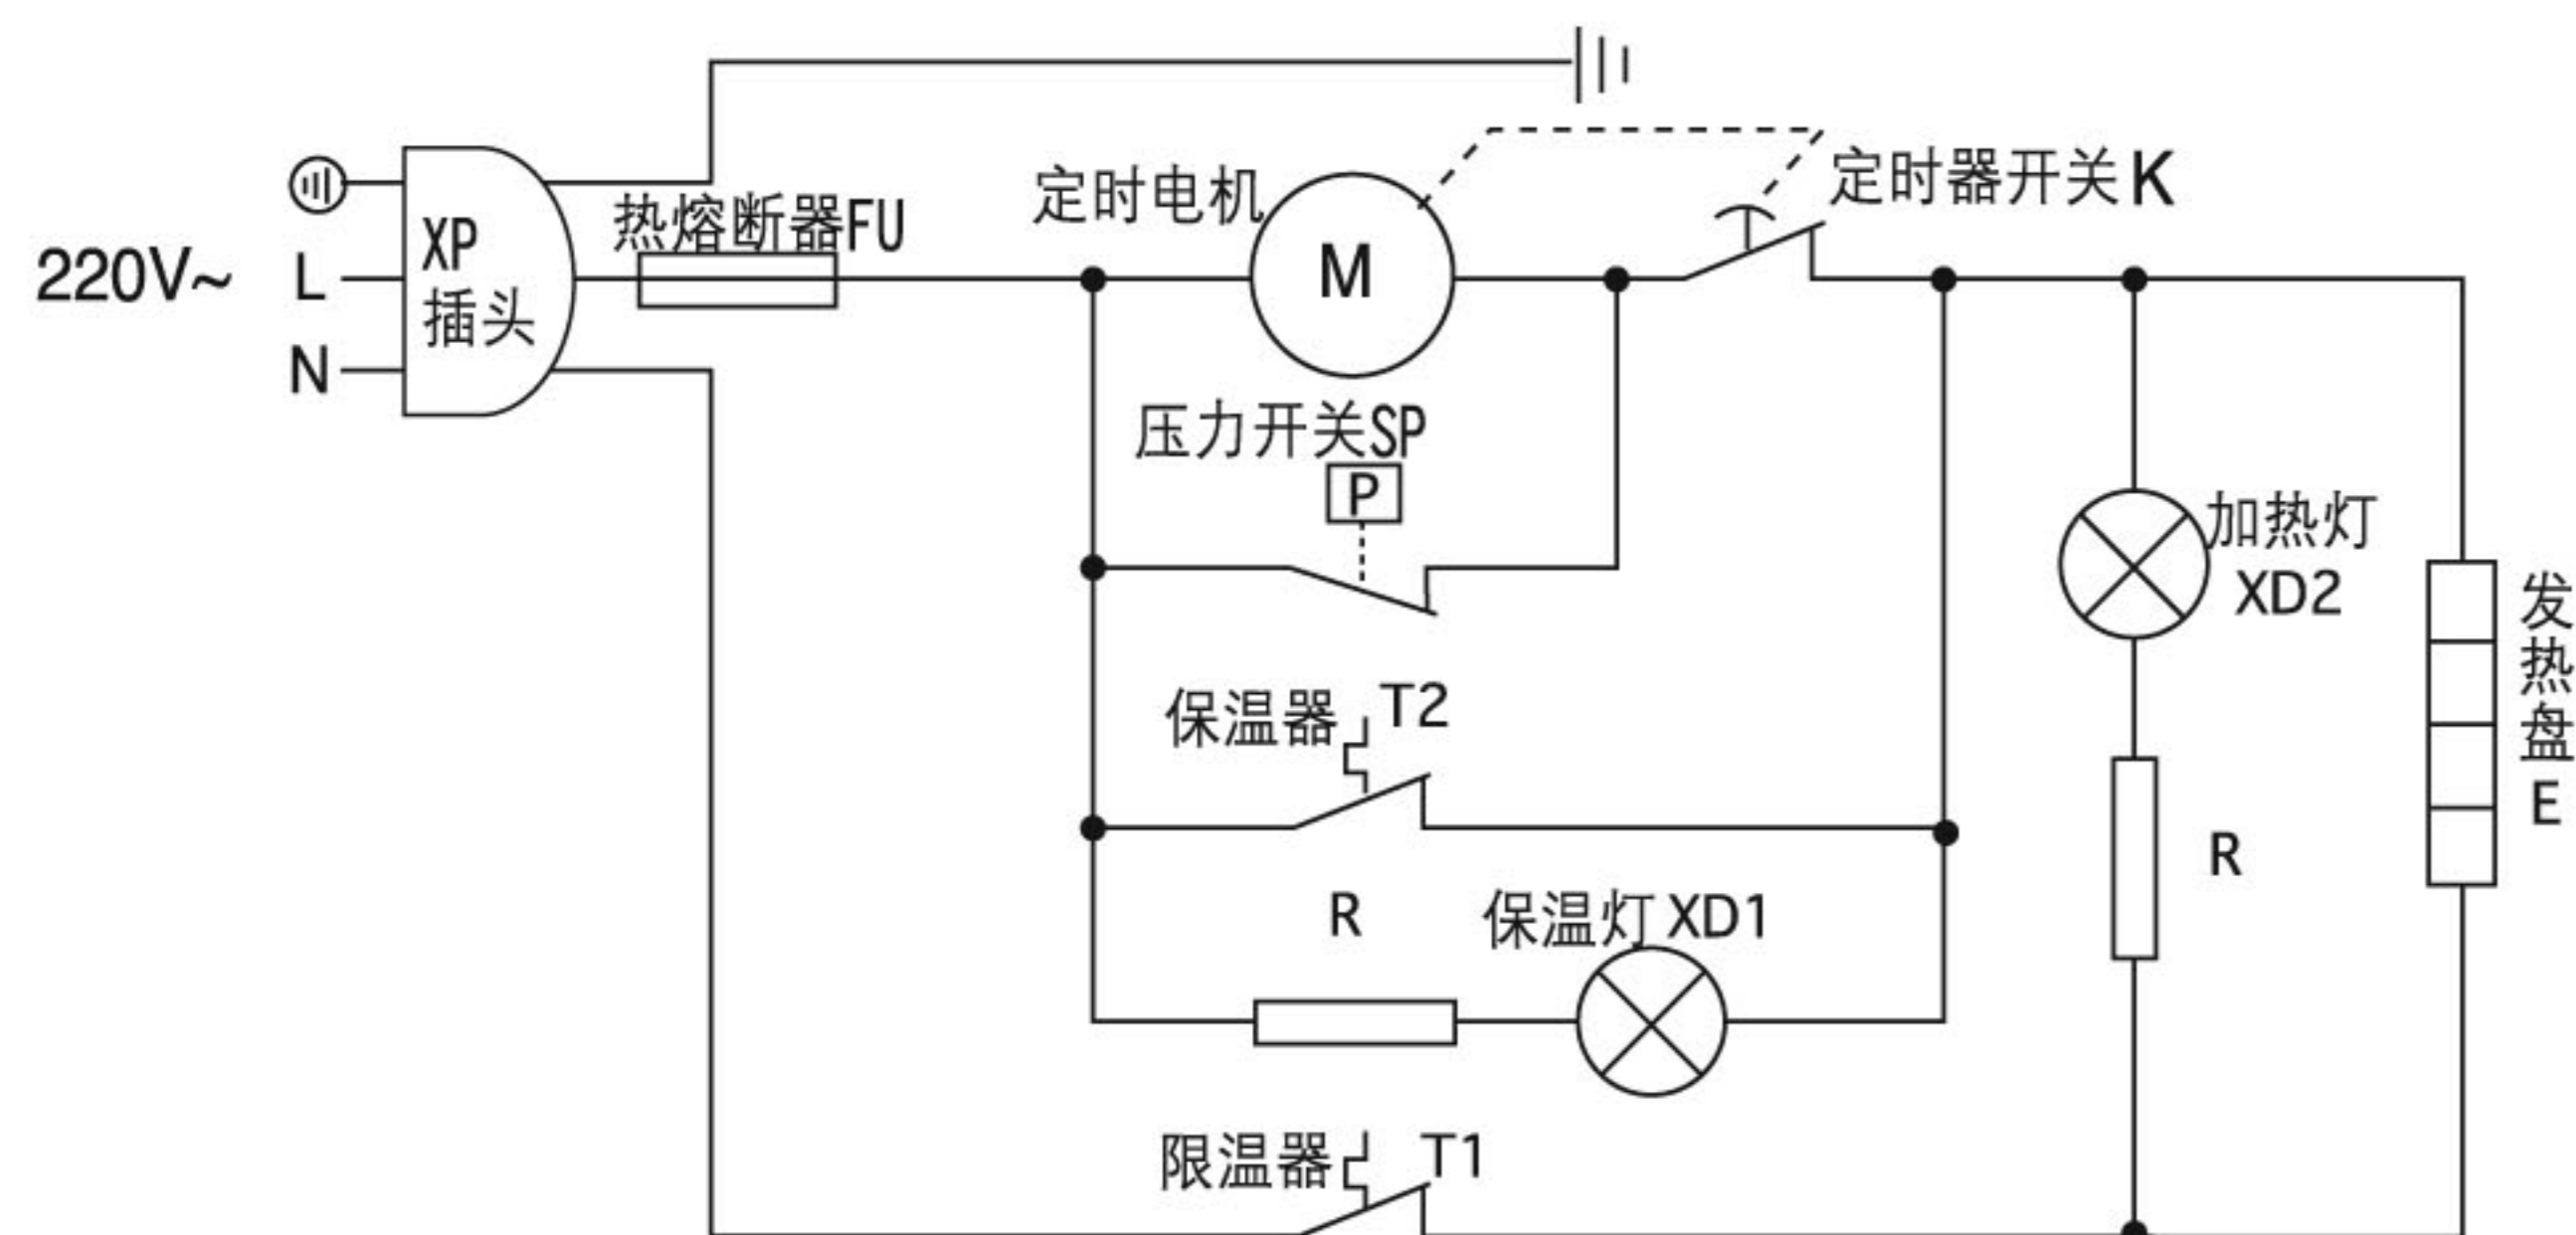 220V~
L
N
XP
插头
热熔断器FU
定时电机
M
定时器开关K
压力开关SP
P
加热灯
XD2
发热盘E
保温器 T2
R
R
保温灯XD1
限温器 T1